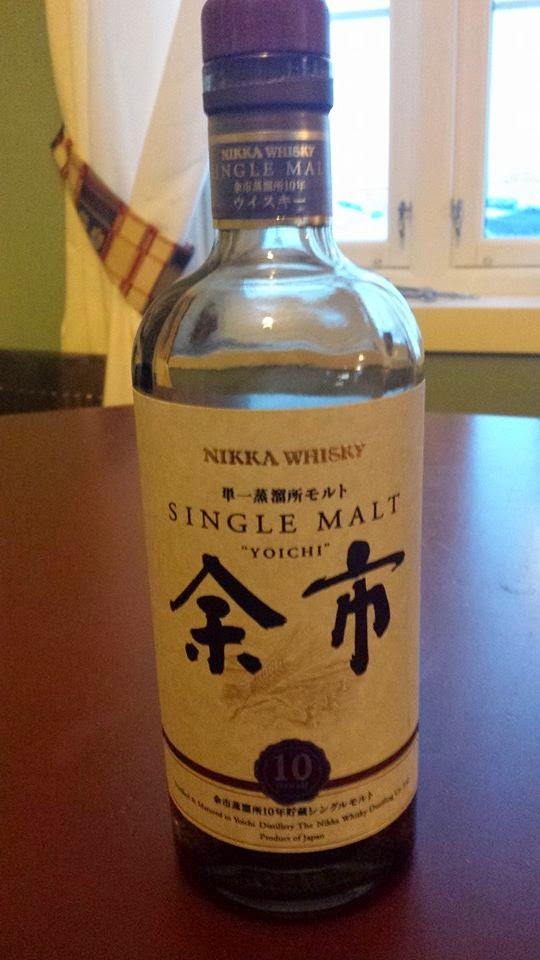 NIKKA WHISKY
SINGLE MALT
余市蒸溜所10年
ウイスキー
NIKKA WHISKY
単一蒸溜所モルト
SINGLE MALT
"YOICHI"
余市
10
余市蒸溜所10年貯蔵シングルモルト
Distilled & Matured in Yoichi Distillery The Nikka Whisky Distilling Co. Ltd.
Product of Japan